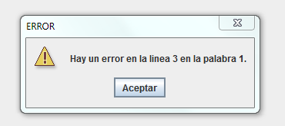 ERROR
Hay un error en la linea 3 en la palabra 1.
Aceptar